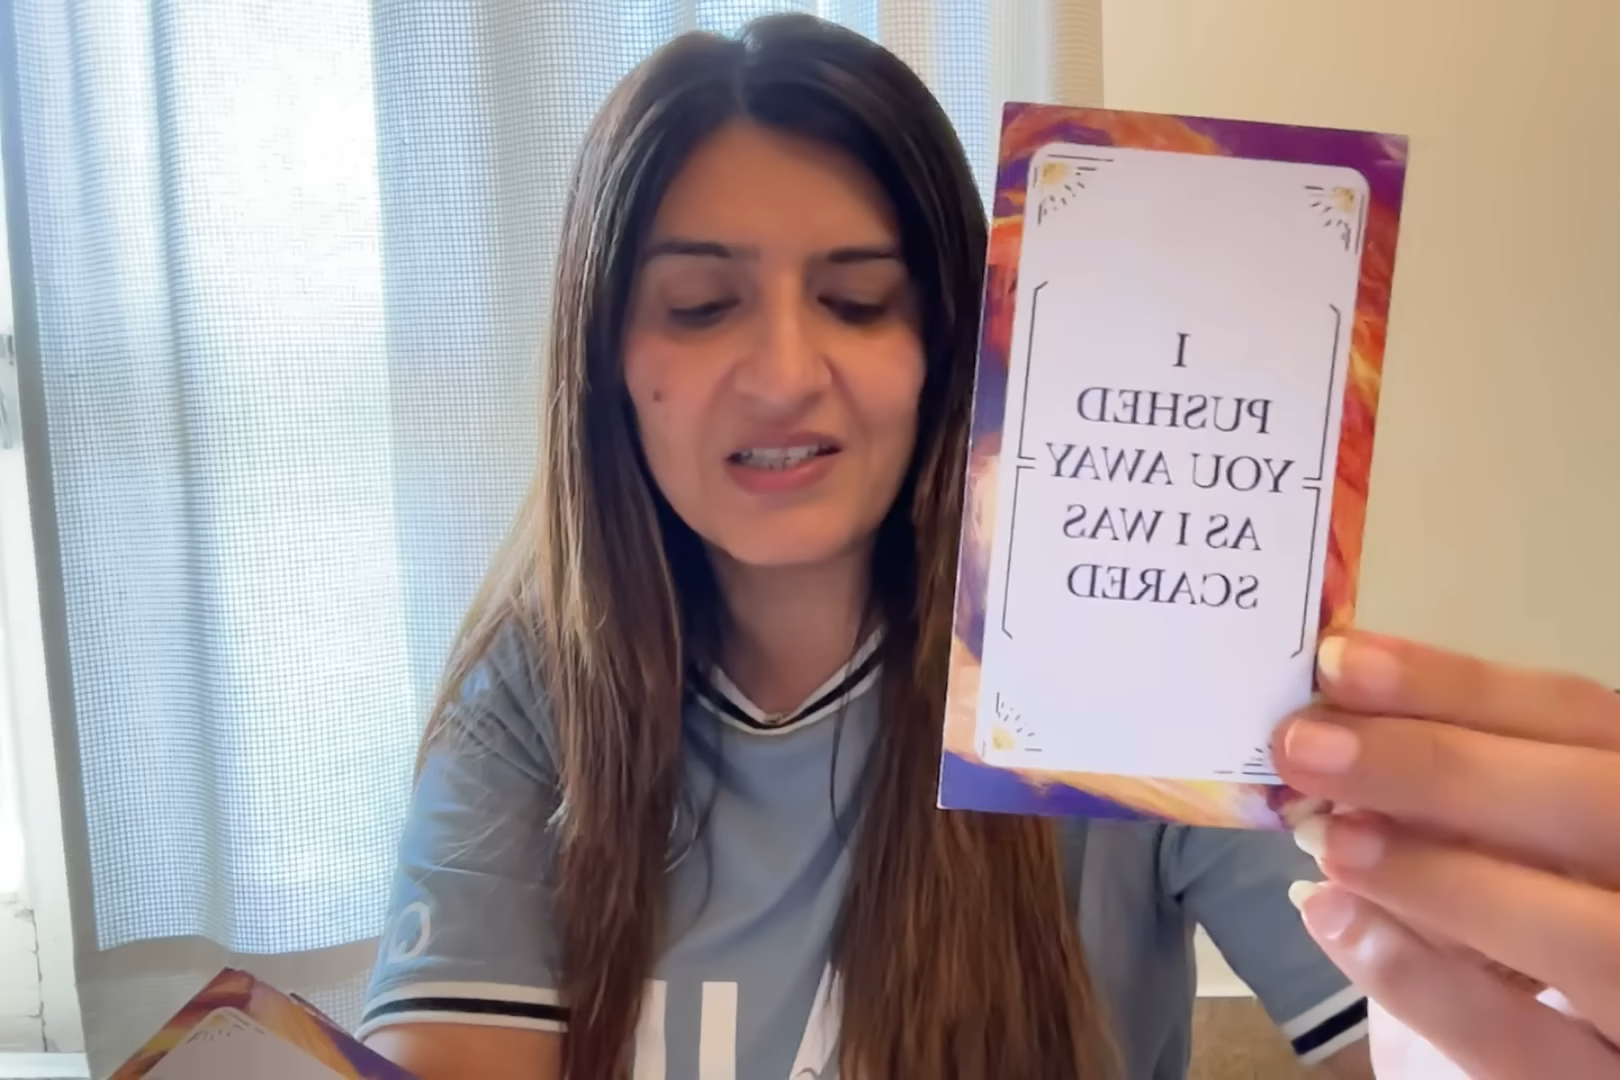 I
PUSHED
YOU AWAY
AS I WAS
SCARED